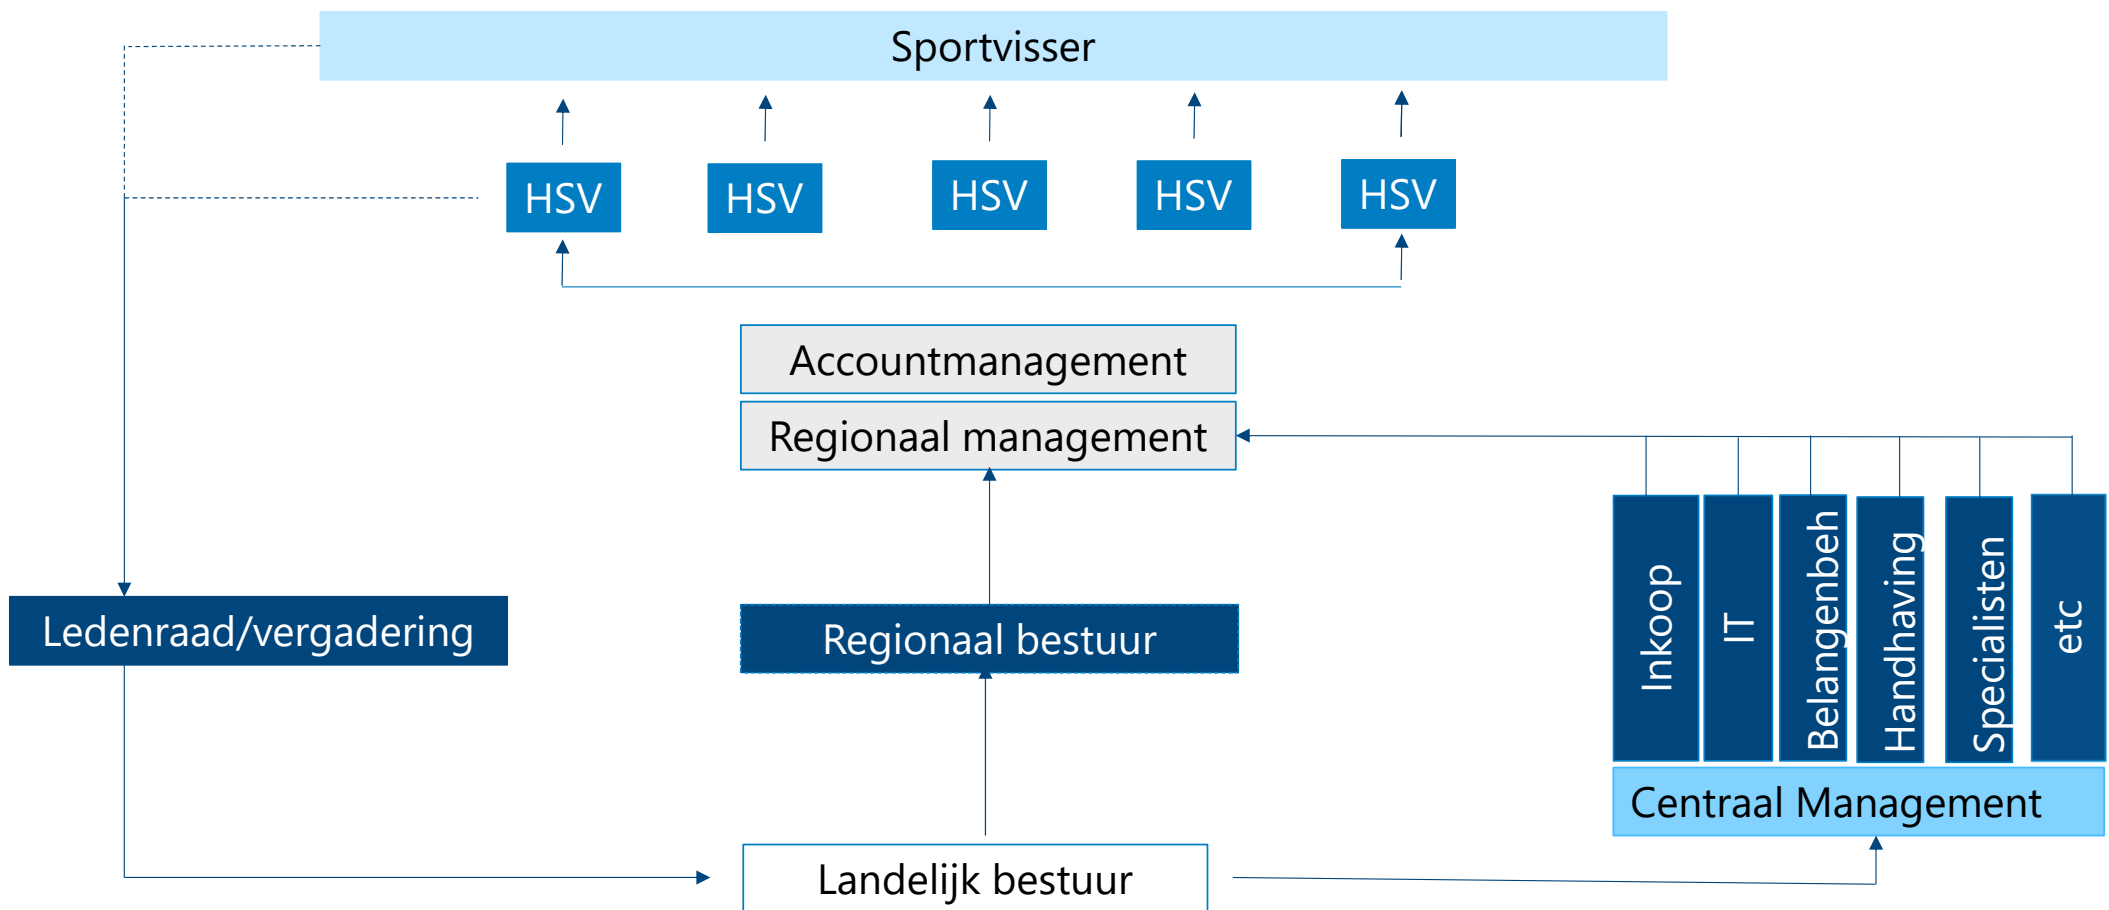 Sportvisser
HSV
HSV
HSV
HSV
HSV
Accountmanagement
Regionaal management
Inkoop
IT
Belangenbeh
Handhaving
Specialisten
etc
Ledenraad/vergadering
Regionaal bestuur
Centraal Management
Landelijk bestuur